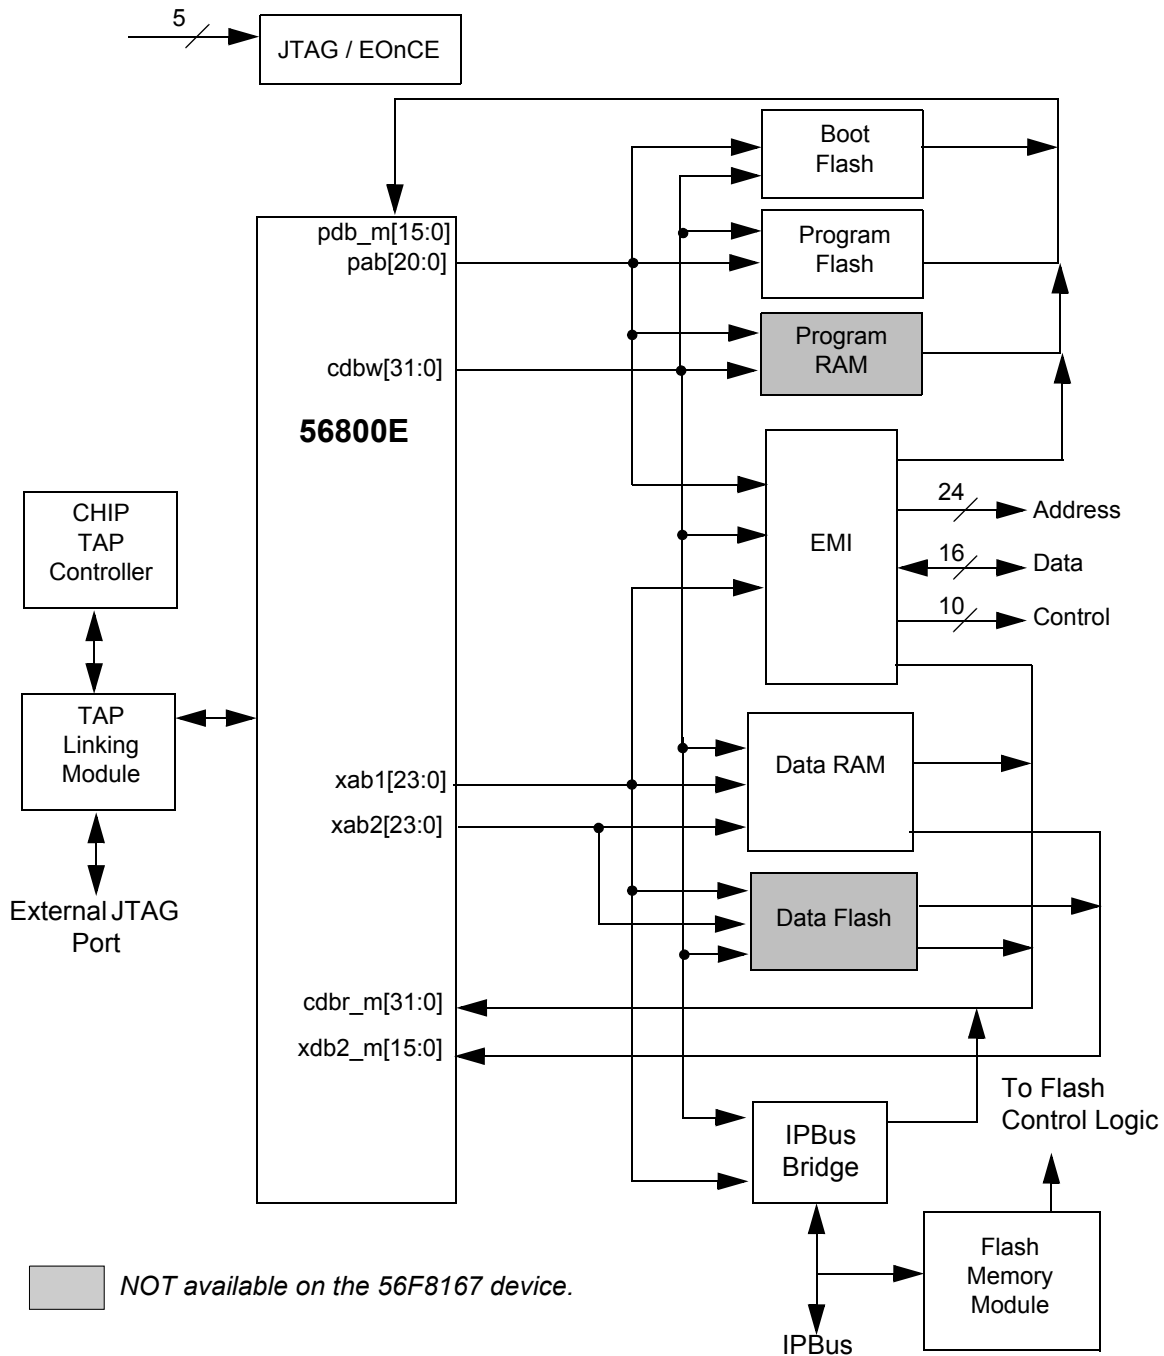 5
JTAG / EOnCE
Boot
Flash
pdb_m[15:0]
pab[20:0]
Program
Flash
cdbw[31:0]
Program
RAM
56800E
CHIP
TAP
Controller
EMI
24
Address
16
Data
10
Control
TAP
Linking
Module
xab1[23:0]
xab2[23:0]
Data RAM
External JTAG
Port
Data Flash
cdbr_m[31:0]
xdb2_m[15:0]
To Flash
Control Logic
IPBus
Bridge
Flash
Memory
Module
NOT available on the 56F8167 device.
IPBus